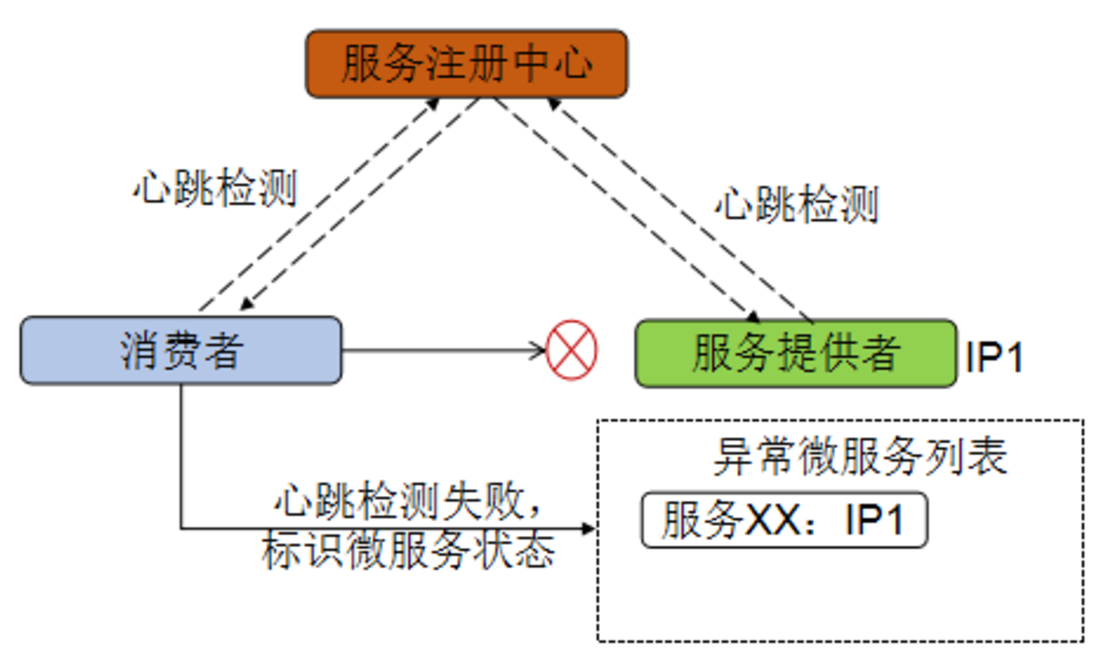 服务注册中心
心跳检测
心跳检测
消费者
服务提供者
IP1
异常微服务列表
服务XX：IP1
心跳检测失败，
标识微服务状态